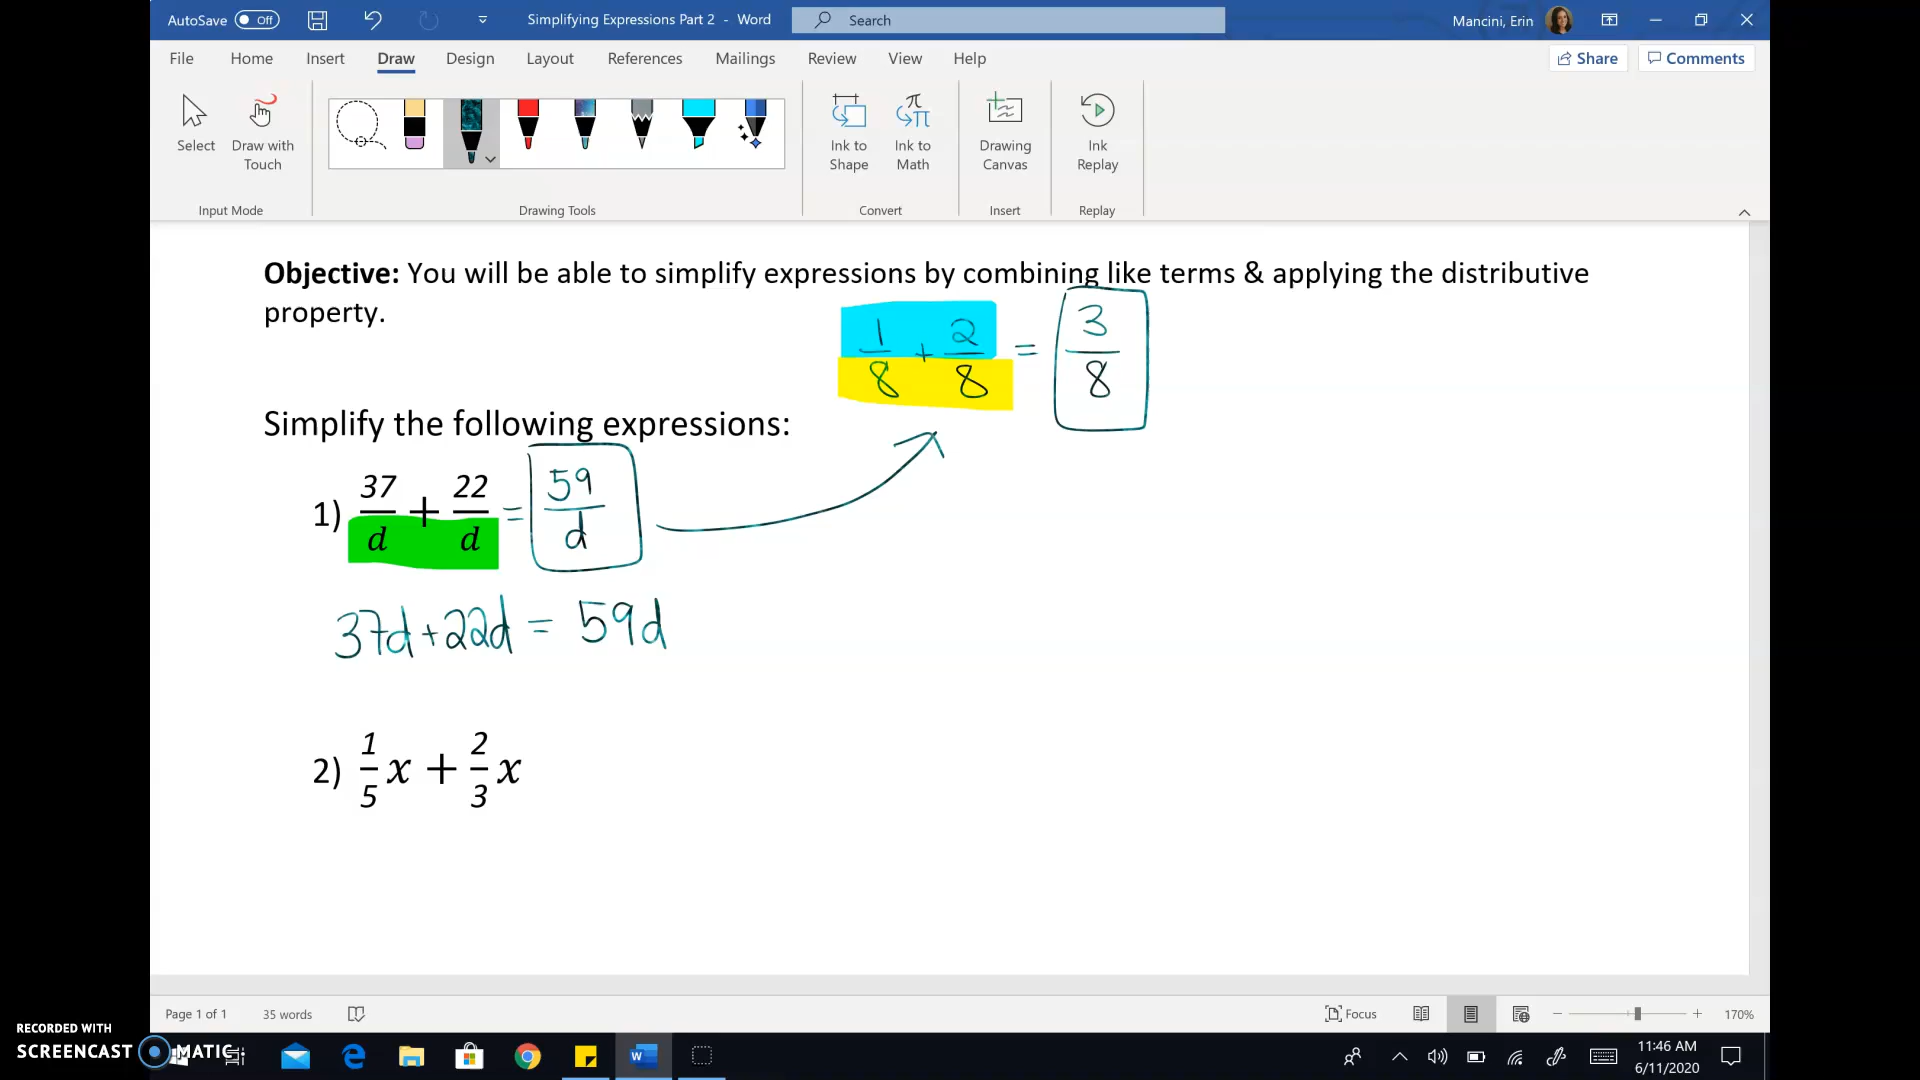 AutoSave Off Simplifying Expressions Part 2 - Word Search Mancini, Erin
File Home Insert Draw Design Layout References Mailings Review View Help Share Comments
Select Draw with Touch Ink to Shape Ink to Math Drawing Canvas Ink Replay
Input Mode Drawing Tools Convert Insert Replay
Objective: You will be able to simplify expressions by combining like terms & applying the distributive
property.
1/8 + 2/8 = 3/8
Simplify the following expressions:
1) 37/d + 22/d = 59/d
37d + 22d = 59d
2) 1/5 x + 2/3 x
Page 1 of 1 35 words Focus 170%
RECORDED WITH
SCREENCAST MATIC
11:46 AM
6/11/2020